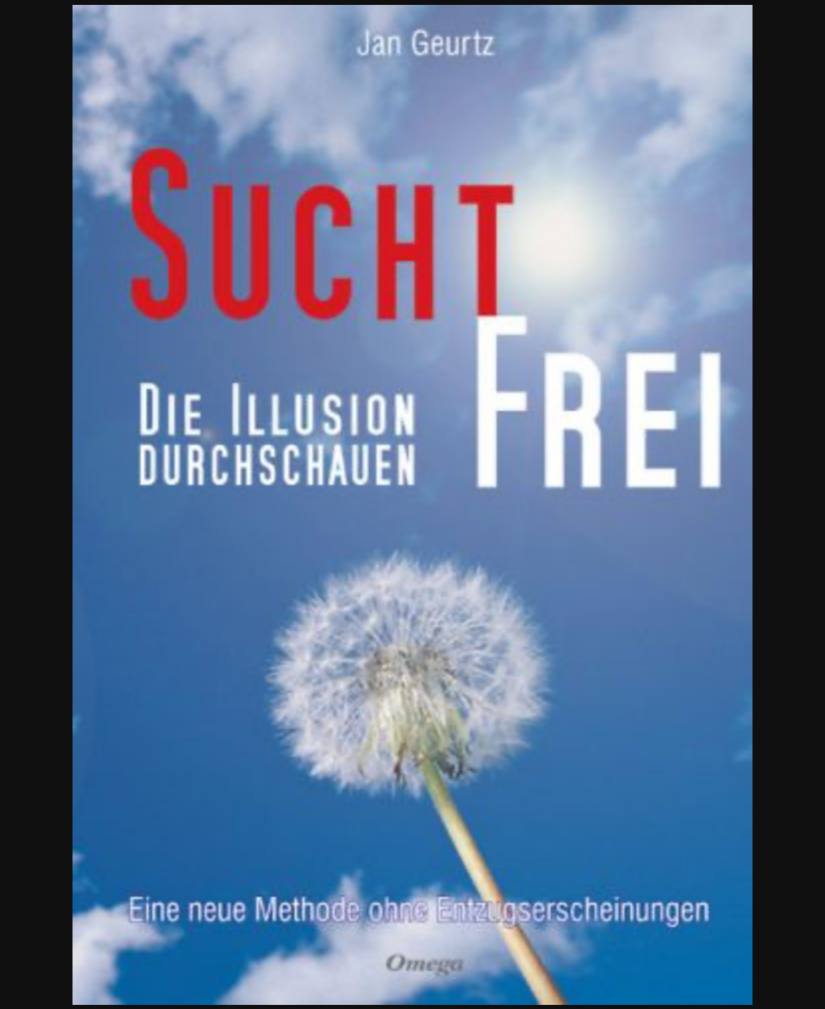 Jan Geurtz
SUCHT
FREI
DIE ILLUSION
DURCHSCHAUEN
Eine neue Methode ohne Entzugserscheinungen
Omega